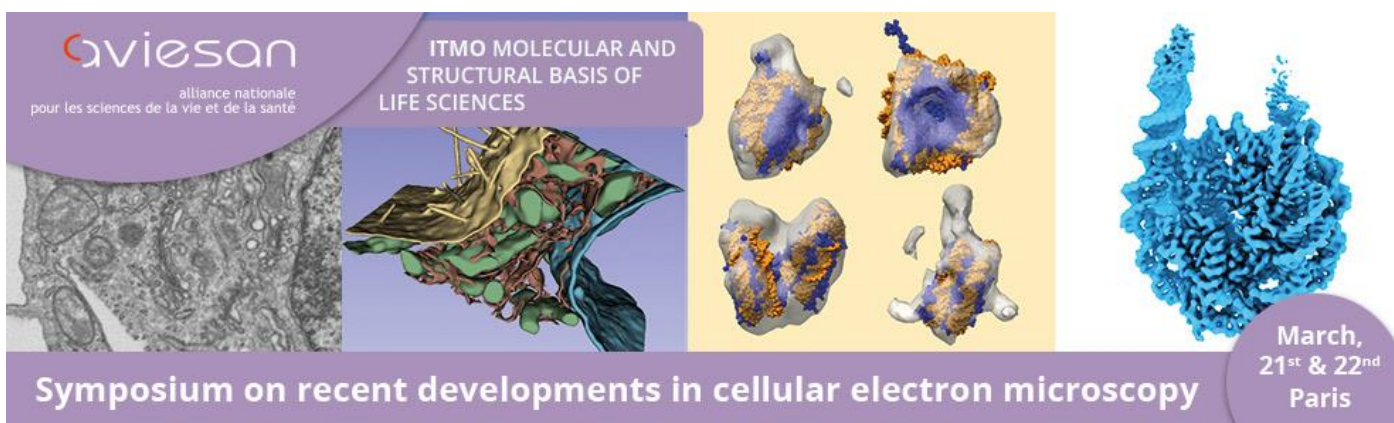 aviesan
alliance nationale
pour les sciences de la vie et de la santé
ITMO MOLECULAR AND
STRUCTURAL BASIS OF
LIFE SCIENCES
Symposium on recent developments in cellular electron microscopy
March,
21st & 22nd
Paris